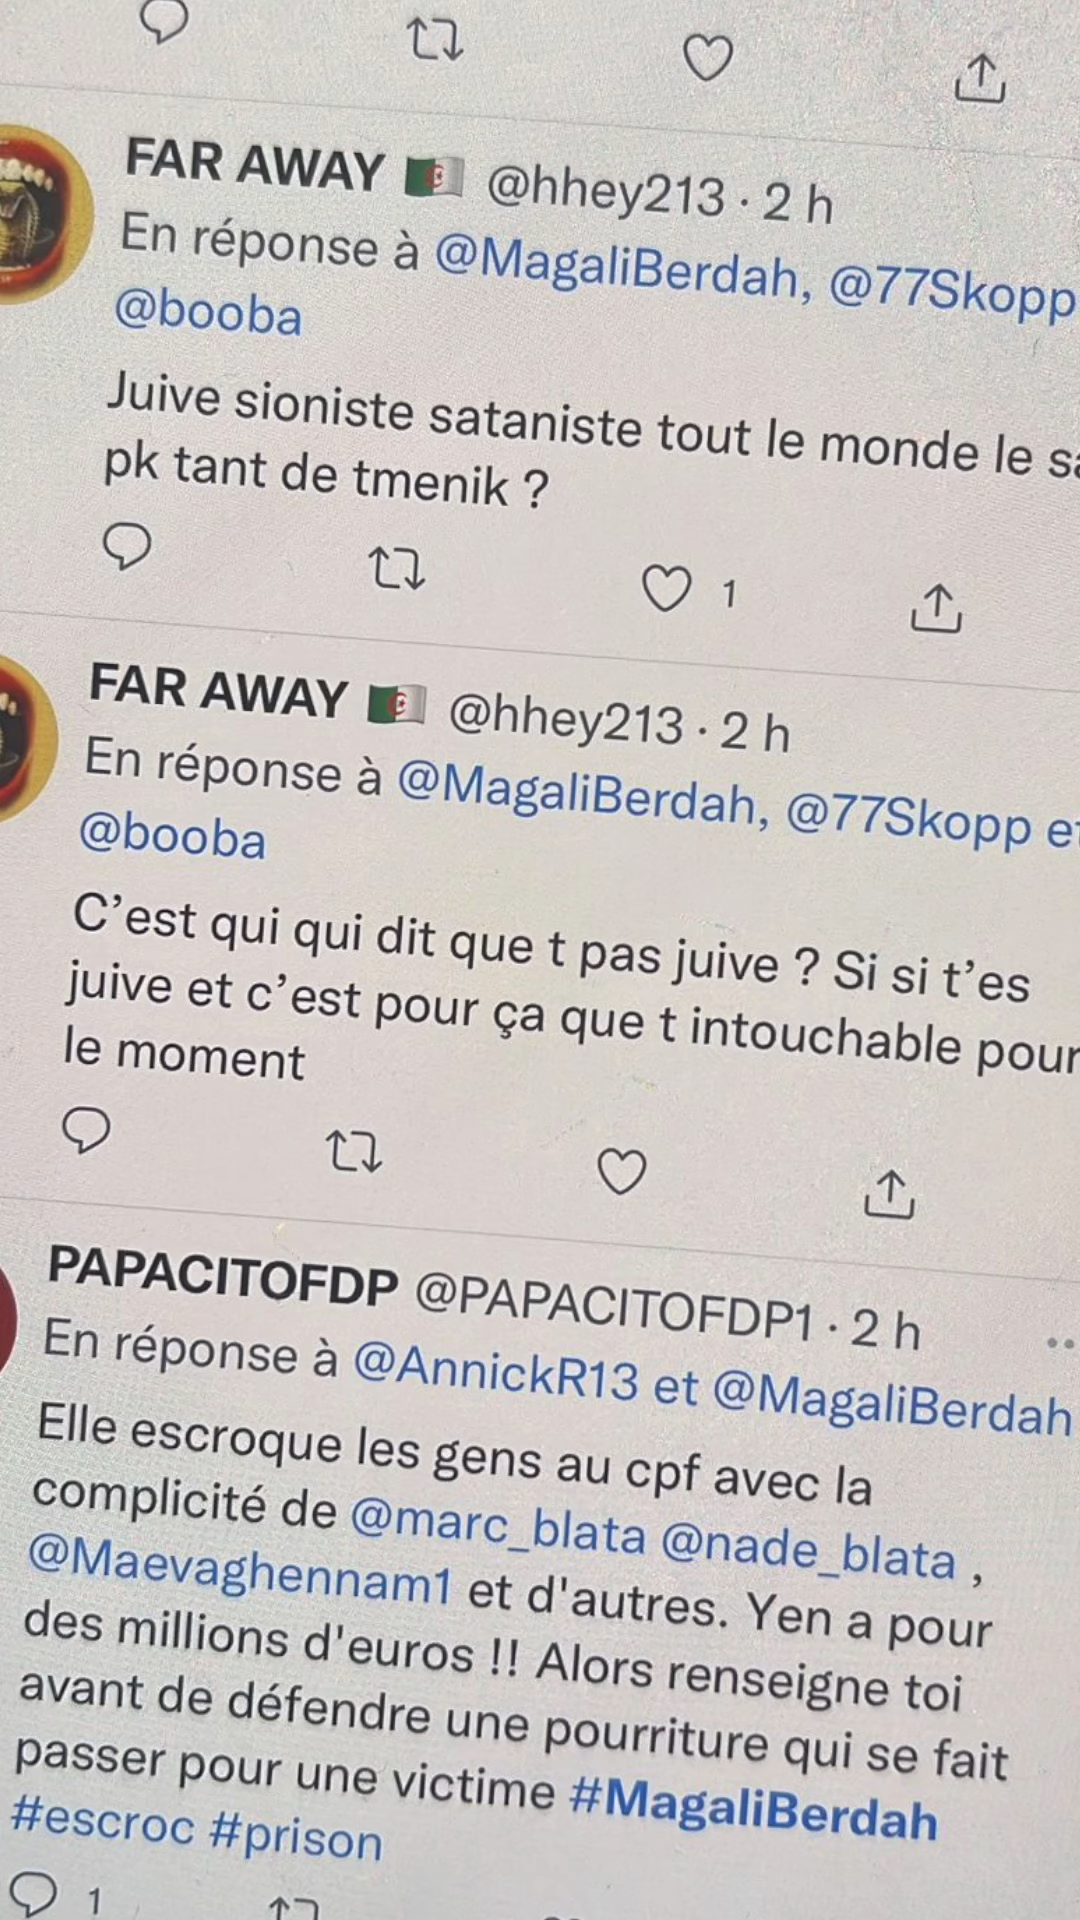 FAR AWAY 🇩🇿 @hhey213 · 2 h
En réponse à @MagaliBerdah, @77Skopp
@booba
Juive sioniste sataniste tout le monde le
pk tant de tmenik ?
1
FAR AWAY 🇩🇿 @hhey213 · 2 h
En réponse à @MagaliBerdah, @77Skopp et
@booba
C’est qui qui dit que t pas juive ? Si si t’es
juive et c’est pour ça que t intouchable pour
le moment
PAPACITOFDP @PAPACITOFDP1 · 2 h
En réponse à @AnnickR13 et @MagaliBerdah
Elle escroque les gens au cpf avec la
complicité de @marc_blata @nade_blata ,
@Maevaghennam1 et d'autres. Yen a pour
des millions d'euros !! Alors renseigne toi
avant de défendre une pourriture qui se fait
passer pour une victime #MagaliBerdah
#escroc #prison
1